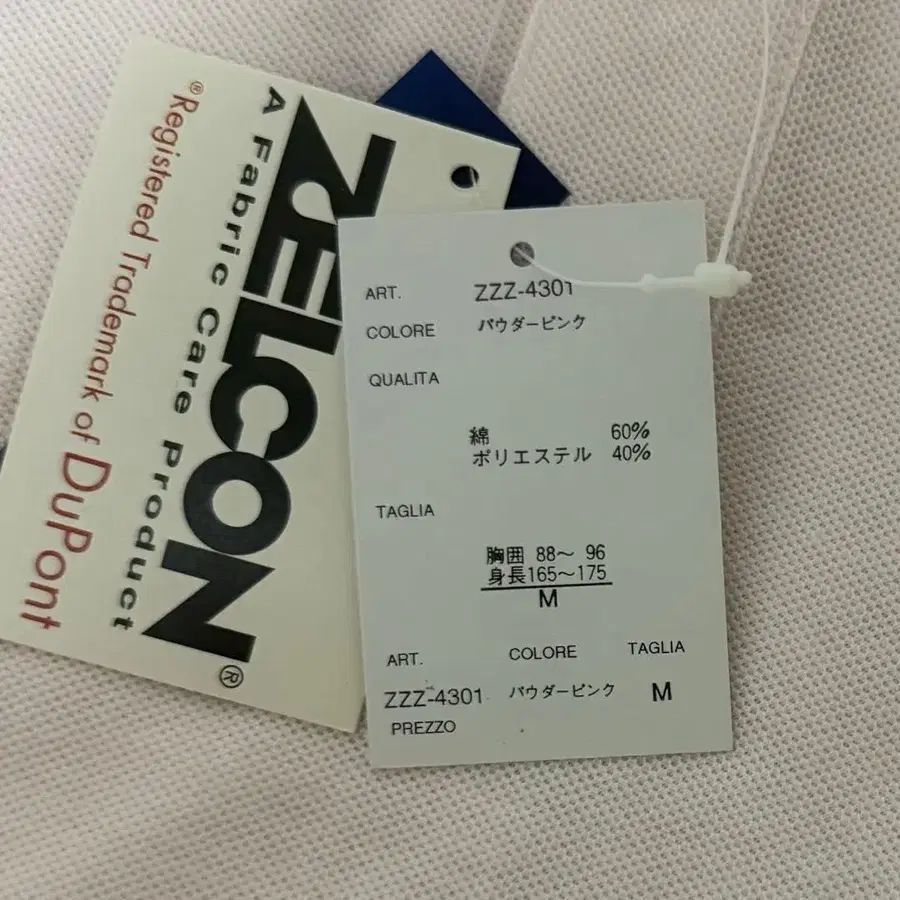 ®Registered Trademark of DuPont
A Fabric Care Product
ZELCON®
ART. ZZZ-4301
COLORE パウダーピンク
QUALITA
綿 60%
ポリエステル 40%
TAGLIA
胸囲 88〜 96
身長165〜175
M
ART. COLORE TAGLIA
ZZZ-4301 パウダーピンク M
PREZZO